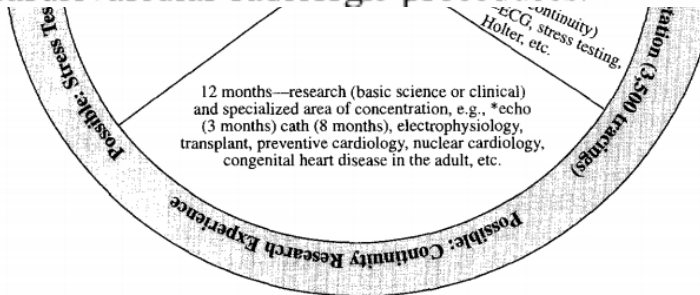 ontinuity)
ECG, stress testing,
Holter, etc.
12 months—research (basic science or clinical)
and specialized area of concentration, e.g., *echo
(3 months) cath (8 months), electrophysiology,
transplant, preventive cardiology, nuclear cardiology,
congenital heart disease in the adult, etc.
Possible: Stress Tes
tation (3,500 tracings)
Possible: Continuity Research Experience